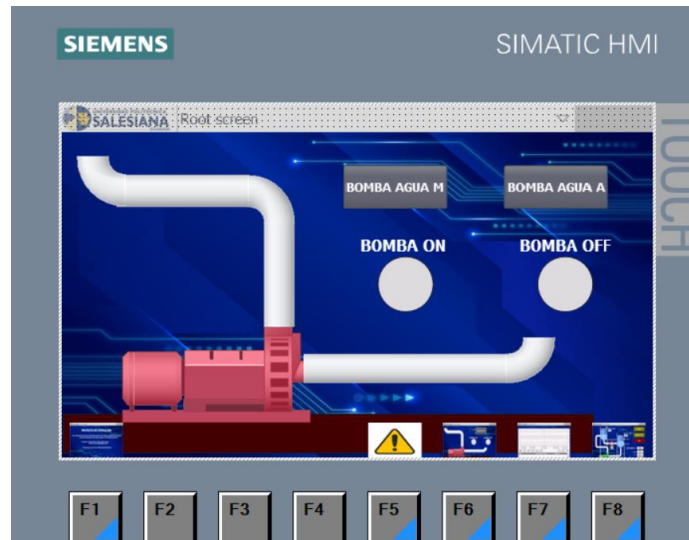 SIEMENS
SIMATIC HMI
SALESIANA
Root screen
TOUCH
BOMBA AGUA M
BOMBA AGUA A
BOMBA ON
BOMBA OFF
F1
F2
F3
F4
F5
F6
F7
F8